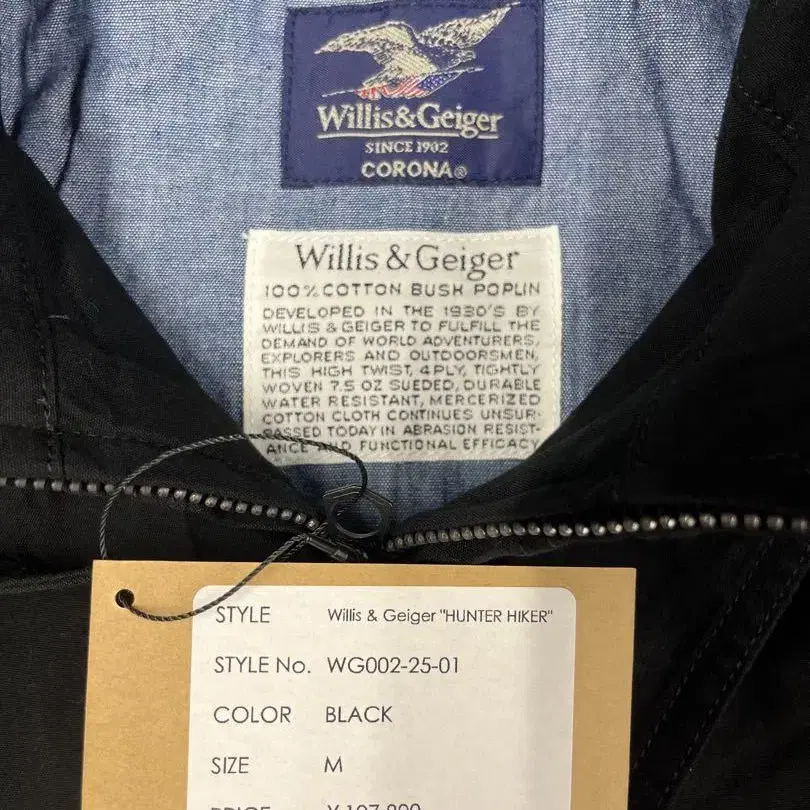 Willis&Geiger
SINCE 1902
CORONA®
Willis & Geiger
100% COTTON BUSH POPLIN
DEVELOPED IN THE 1930'S BY
WILLIS & GEIGER TO FULFILL THE
DEMAND OF WORLD ADVENTURERS,
EXPLORERS AND OUTDOORSMEN,
THIS HIGH TWIST, 4PLY, TIGHTLY
WOVEN 7.5 OZ SUEDED, DURABLE
WATER RESISTANT, MERCERIZED
COTTON CLOTH CONTINUES UNSUR-
PASSED TODAY IN ABRASION RESIST-
ANCE AND FUNCTIONAL EFFICACY
STYLE Willis & Geiger "HUNTER HIKER"
STYLE No. WG002-25-01
COLOR BLACK
SIZE M
PRICE